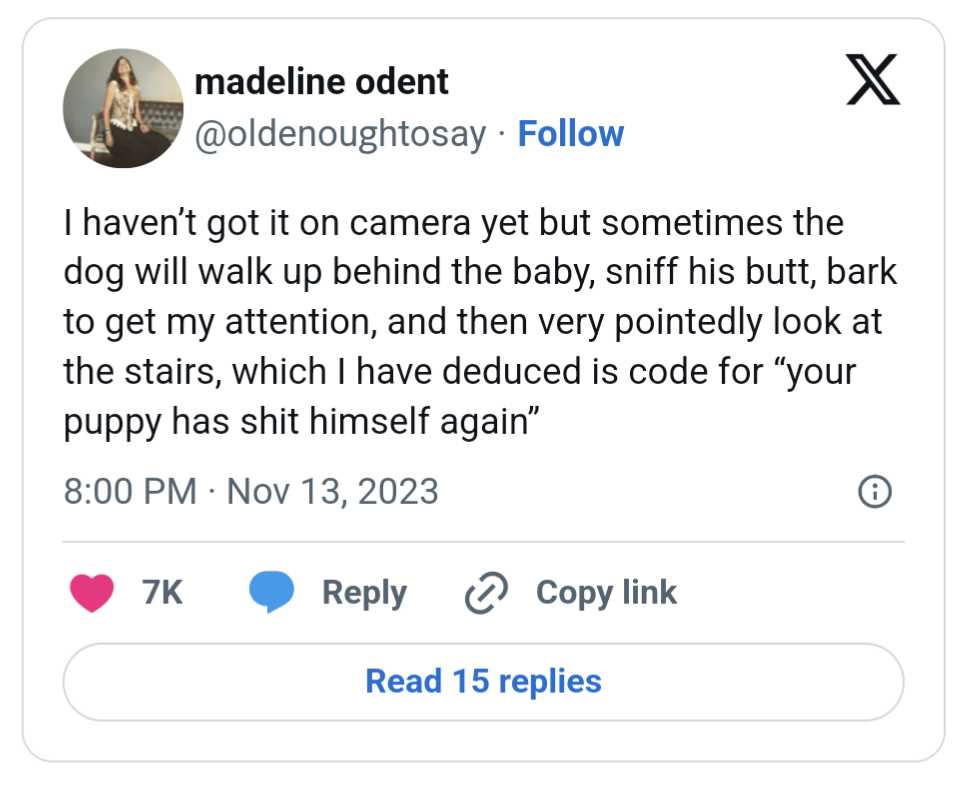 madeline odent
@oldenoughtosay · Follow
I haven’t got it on camera yet but sometimes the
dog will walk up behind the baby, sniff his butt, bark
to get my attention, and then very pointedly look at
the stairs, which I have deduced is code for “your
puppy has shit himself again”
8:00 PM · Nov 13, 2023
7K Reply Copy link
Read 15 replies